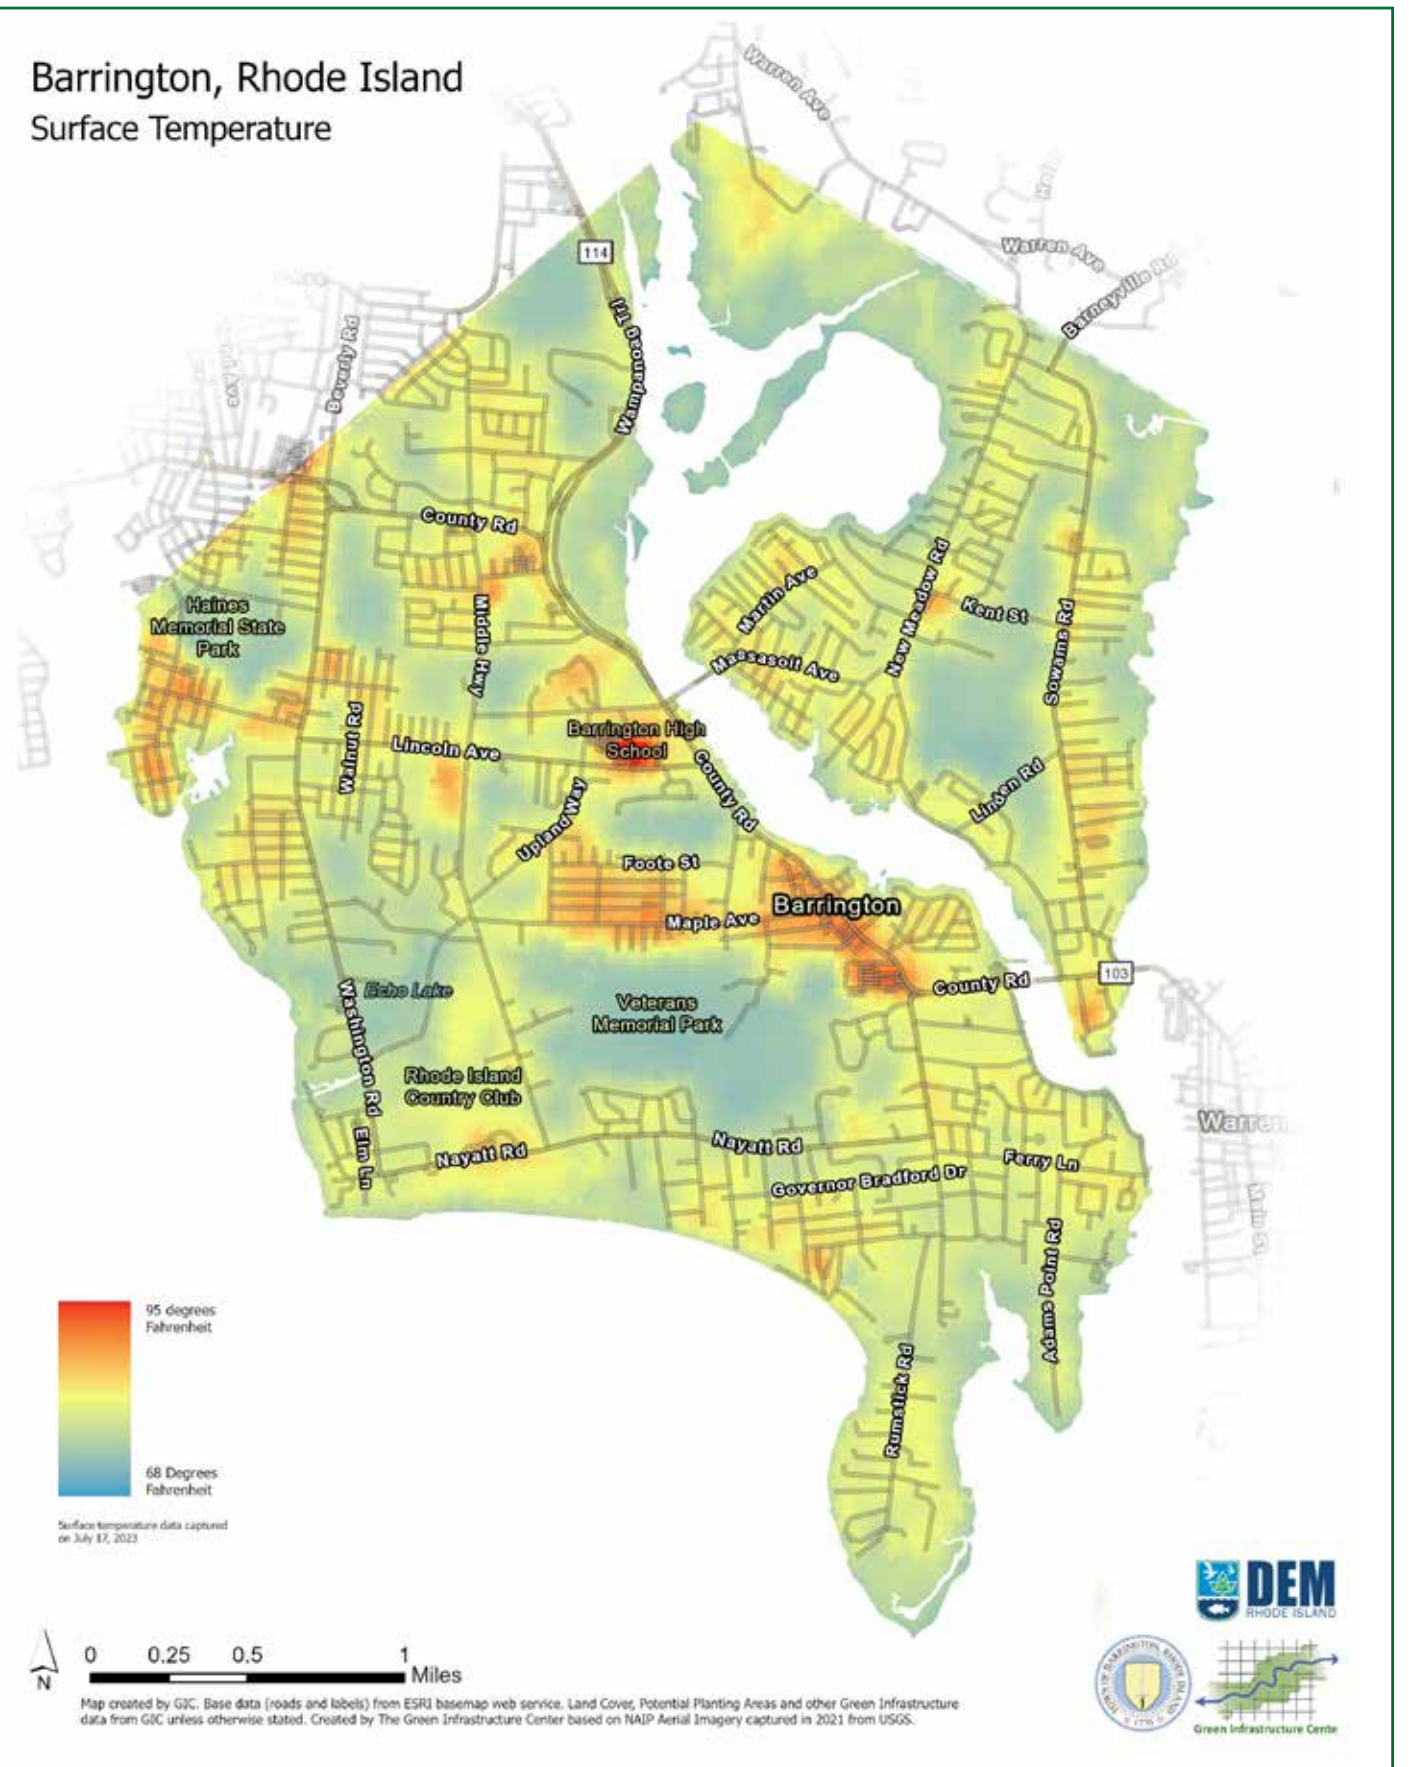 Barrington, Rhode Island
Surface Temperature
Warren Ave
114
Wampanoag Trl
Warren Ave
Barneyville Rd
Beverly Rd
County Rd
Haines
Memorial State
Park
Middle Hwy
Martin Ave
Massasoit Ave
New Meadow Rd
Kent St
Sowams Rd
Walnut Rd
Lincoln Ave
Barrington High
School
County Rd
Upland Way
Foote St
Linden Rd
Maple Ave
Barrington
Echo Lake
Washington Rd
Veterans
Memorial Park
County Rd
103
Rhode Island
Country Club
Elm Ln
Nayatt Rd
Nayatt Rd
Governor Bradford Dr
Ferry Ln
Warren
Main St
Adams Point Rd
Rumstick Rd
95 degrees
Fahrenheit
68 Degrees
Fahrenheit
Surface temperature data captured
on July 17, 2023
N
0 0.25 0.5 1
Miles
Map created by GIC. Base data (roads and labels) from ESRI basemap web service. Land Cover, Potential Planting Areas and other Green Infrastructure
data from GIC unless otherwise stated. Created by The Green Infrastructure Center based on NAIP Aerial Imagery captured in 2021 from USGS.
DEM
RHODE ISLAND
TOWN OF BARRINGTON, RHODE ISLAND
Green Infrastructure Cente